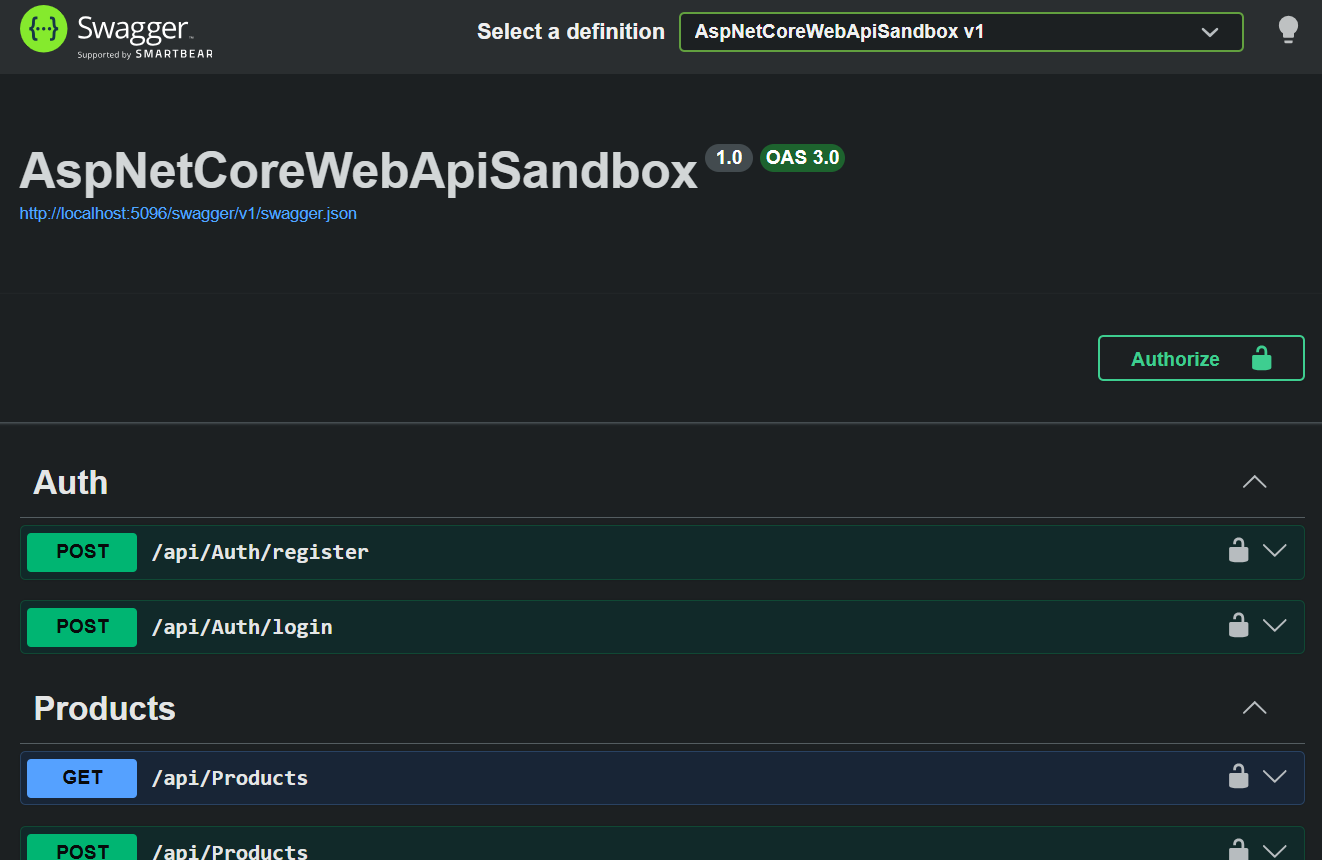 {···} Swagger™
Supported by SMARTBEAR
Select a definition
AspNetCoreWebApiSandbox v1
AspNetCoreWebApiSandbox 1.0 OAS 3.0
http://localhost:5096/swagger/v1/swagger.json
Authorize
Auth
POST /api/Auth/register
POST /api/Auth/login
Products
GET /api/Products
POST /api/Products